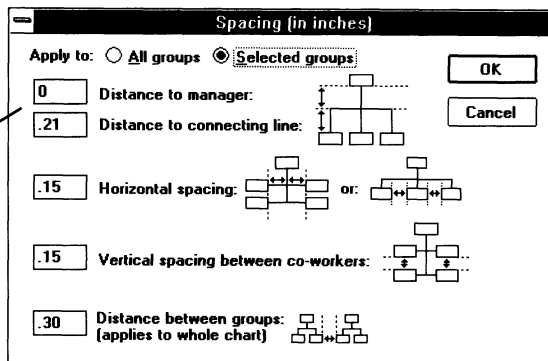 Spacing (in inches)
Apply to: All groups Selected groups
OK
0 Distance to manager:
Cancel
.21 Distance to connecting line:
.15 Horizontal spacing: or:
.15 Vertical spacing between co-workers:
.30 Distance between groups:
(applies to whole chart)